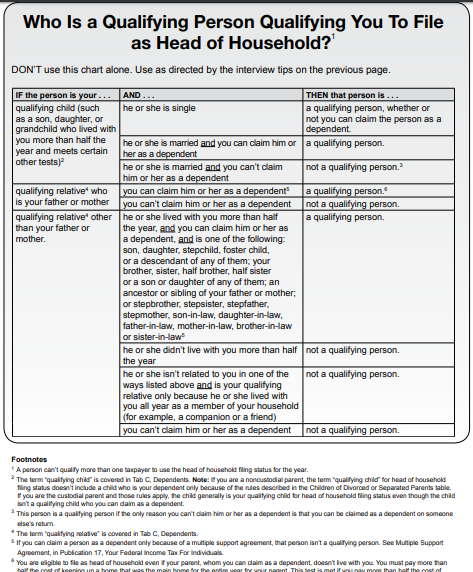 Who Is a Qualifying Person Qualifying You To File
as Head of Household?¹
DON'T use this chart alone. Use as directed by the interview tips on the previous page.
IF the person is your . . . AND . . . THEN that person is . . .
qualifying child (such
as a son, daughter, or
grandchild who lived with
you more than half the
year and meets certain
other tests)²
he or she is single
a qualifying person, whether or
not you can claim the person as a
dependent.
he or she is married and you can claim him or
her as a dependent
a qualifying person.
he or she is married and you can't claim
him or her as a dependent
not a qualifying person.³
qualifying relative⁴ who
is your father or mother
you can claim him or her as a dependent⁵
a qualifying person.⁶
you can't claim him or her as a dependent
not a qualifying person.
qualifying relative⁴ other
than your father or
mother.
he or she lived with you more than half
the year, and you can claim him or her as
a dependent, and is one of the following:
son, daughter, stepchild, foster child,
or a descendant of any of them; your
brother, sister, half brother, half sister
or a son or daughter of any of them; an
ancestor or sibling of your father or mother;
or stepbrother, stepsister, stepfather,
stepmother, son-in-law, daughter-in-law,
father-in-law, mother-in-law, brother-in-law
or sister-in-law⁵
a qualifying person.
he or she didn't live with you more than half
the year
not a qualifying person.
he or she isn't related to you in one of the
ways listed above and is your qualifying
relative only because he or she lived with
you all year as a member of your household
(for example, a companion or a friend)
not a qualifying person.
you can't claim him or her as a dependent
not a qualifying person.
Footnotes
¹ A person can't qualify more than one taxpayer to use the head of household filing status for the year.
² The term "qualifying child" is covered in Tab C, Dependents. Note: If you are a noncustodial parent, the term "qualifying child" for head of household
filing status doesn't include a child who is your dependent only because of the rules described in the Children of Divorced or Separated Parents table.
If you are the custodial parent and those rules apply, the child generally is your qualifying child for head of household filing status even though the child
isn't a qualifying child who you can claim as a dependent.
³ This person is a qualifying person if the only reason you can't claim him or her as a dependent is that you can be claimed as a dependent on someone
else's return.
⁴ The term "qualifying relative" is covered in Tab C, Dependents.
⁵ If you can claim a person as a dependent only because of a multiple support agreement, that person isn't a qualifying person. See Multiple Support
Agreement, in Publication 17, Your Federal Income Tax For Individuals.
⁶ You are eligible to file as head of household even if your parent, whom you can claim as a dependent, doesn't live with you. You must pay more than
half the cost of keeping up a home that was the main home for the entire year for your parent. This test is met if you pay more than half the cost of